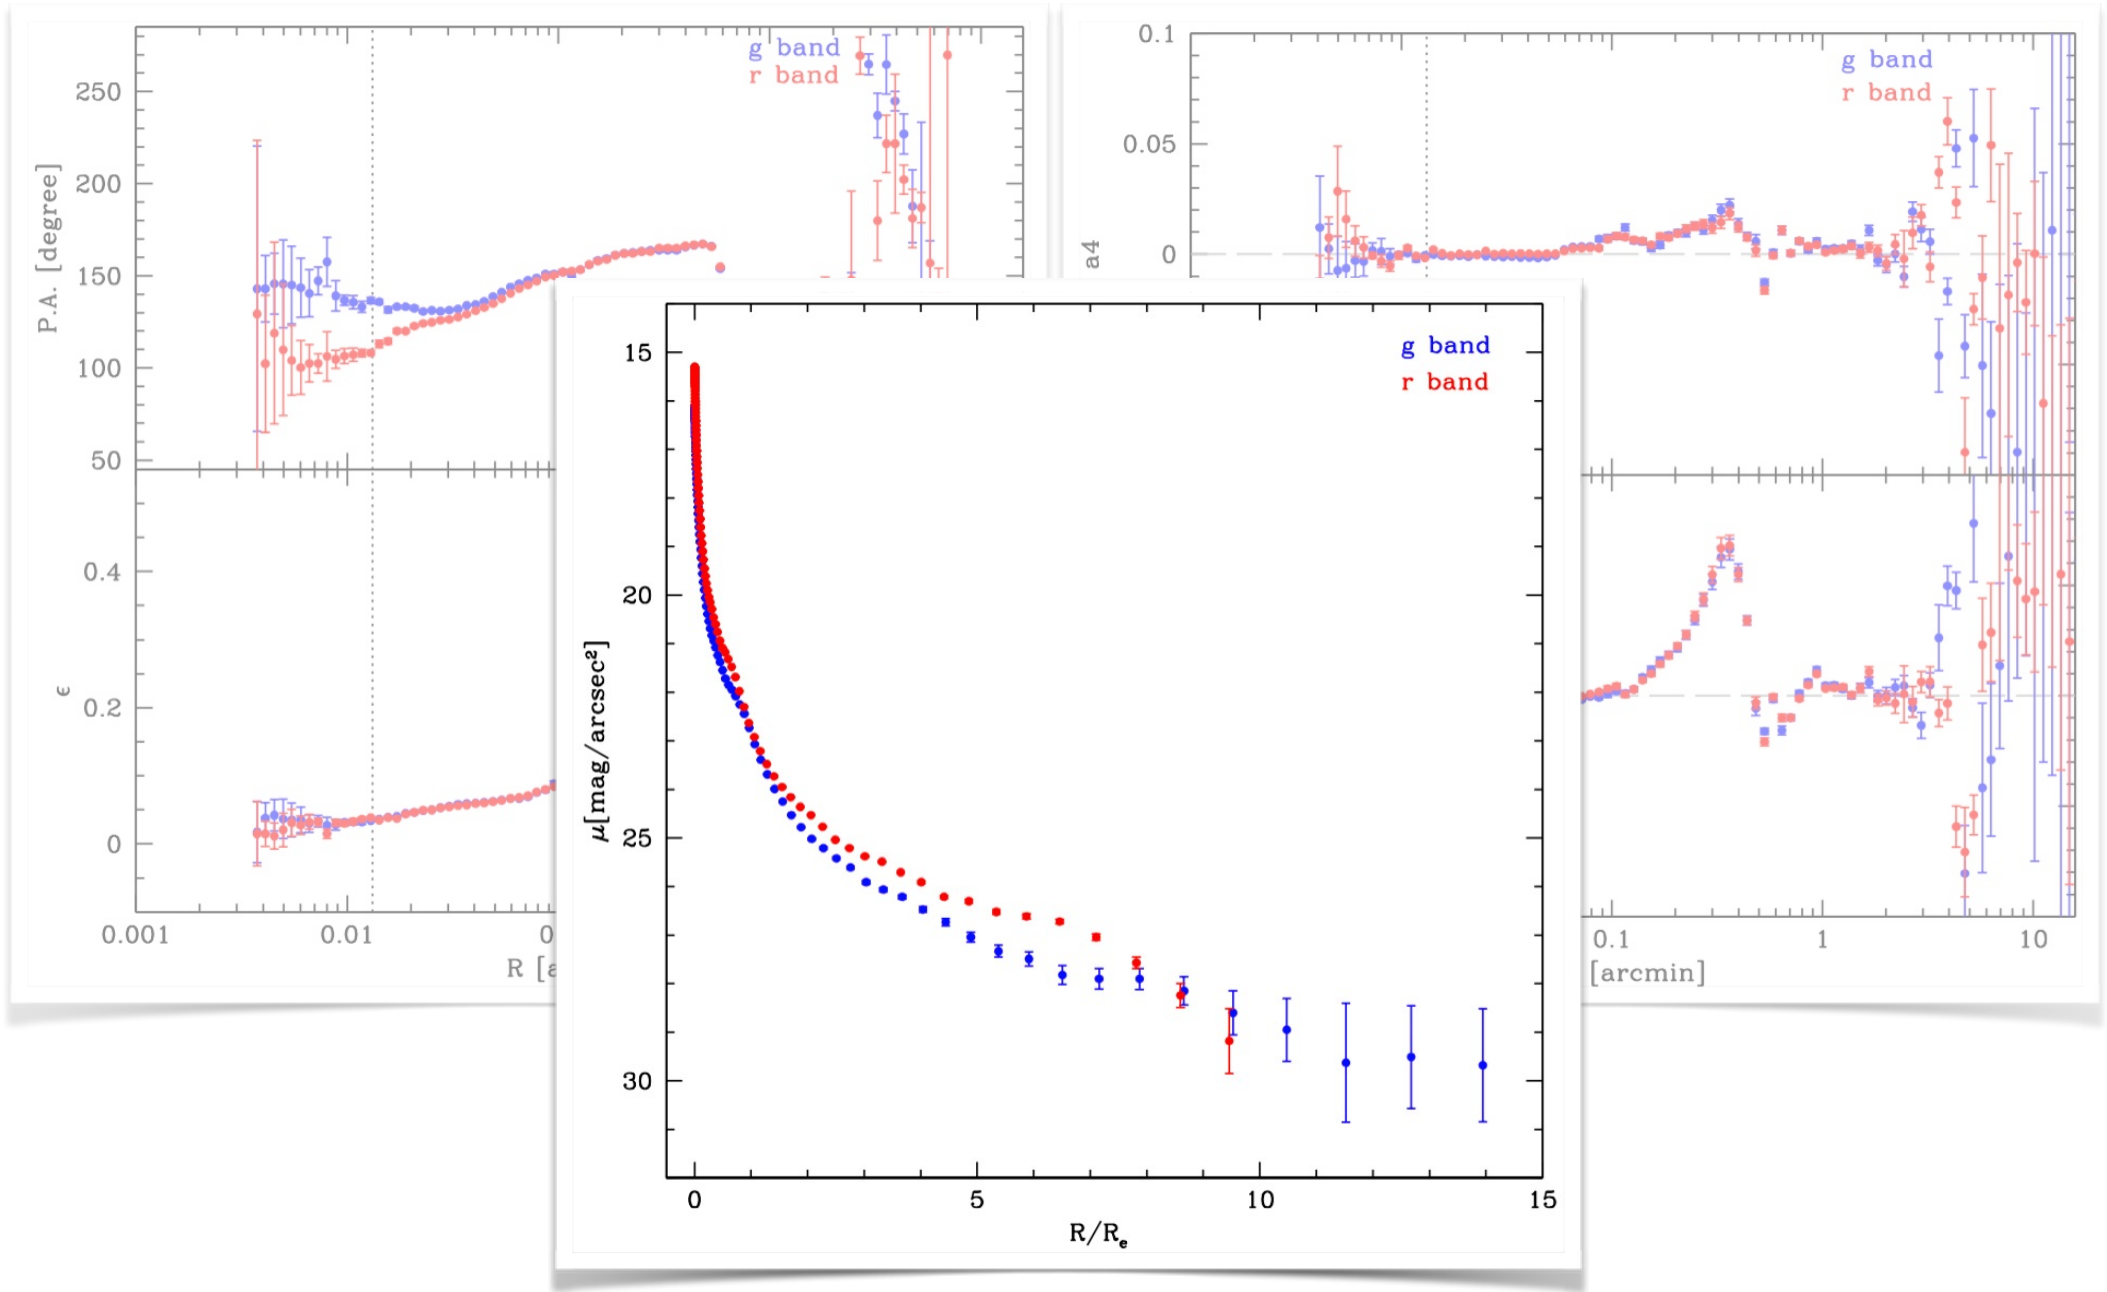 g band
r band
250
200
150
100
50
P.A. [degree]
0.4
0.2
0
ϵ
0.001
0.01
0
R [a
0.1
0.05
0
a4
g band
r band
0.1
1
10
[arcmin]
g band
r band
15
20
25
30
μ[mag/arcsec²]
0
5
10
15
R/Re